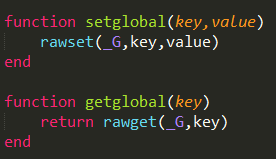 function setglobal(key,value)
    rawset(_G,key,value)
end

function getglobal(key)
    return rawget(_G,key)
end